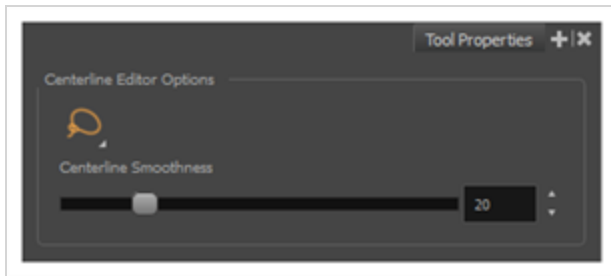 Tool Properties
Centerline Editor Options
Centerline Smoothness
20